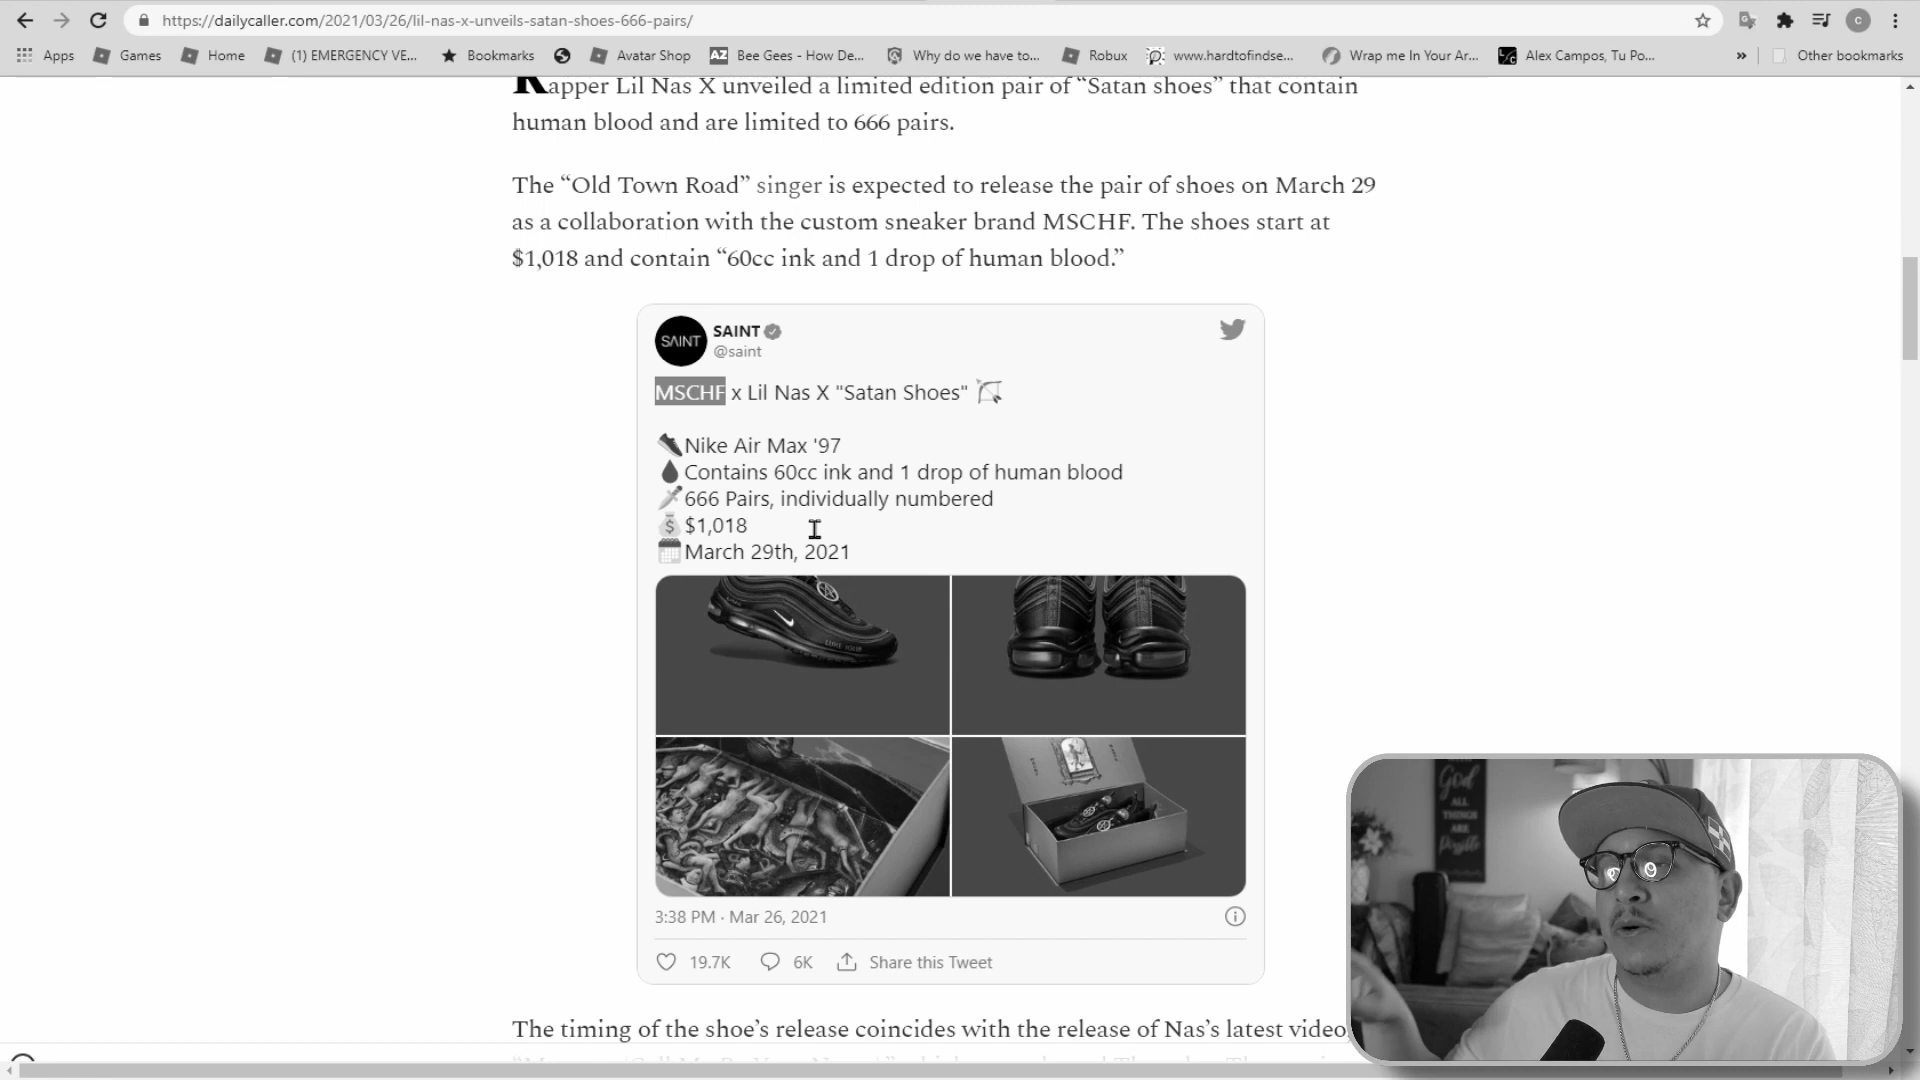 https://dailycaller.com/2021/03/26/lil-nas-x-unveils-satan-shoes-666-pairs/
C
Apps Games Home (1) EMERGENCY VE... Bookmarks Avatar Shop AZ Bee Gees - How De... Why do we have to... Robux www.hardtofindse... Wrap me In Your Ar... Alex Campos, Tu Po... » Other bookmarks
Rapper Lil Nas X unveiled a limited edition pair of “Satan shoes” that contain
human blood and are limited to 666 pairs.
The “Old Town Road” singer is expected to release the pair of shoes on March 29
as a collaboration with the custom sneaker brand MSCHF. The shoes start at
$1,018 and contain “60cc ink and 1 drop of human blood.”
SAINT
SAINT
@saint
MSCHF x Lil Nas X "Satan Shoes"
Nike Air Max '97
Contains 60cc ink and 1 drop of human blood
666 Pairs, individually numbered
$1,018
March 29th, 2021
3:38 PM · Mar 26, 2021
19.7K 6K Share this Tweet
The timing of the shoe’s release coincides with the release of Nas’s latest video,
God
ALL
THINGS
ARE